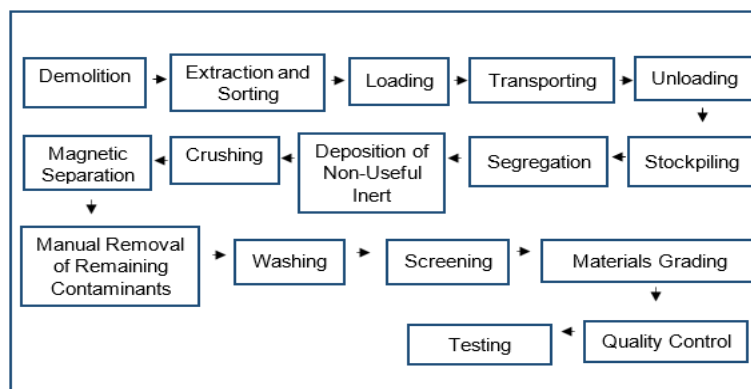 Demolition
Extraction and
Sorting
Loading
Transporting
Unloading
Stockpiling
Segregation
Deposition of
Non-Useful
Inert
Crushing
Magnetic
Separation
Manual Removal
of Remaining
Contaminants
Washing
Screening
Materials Grading
Quality Control
Testing